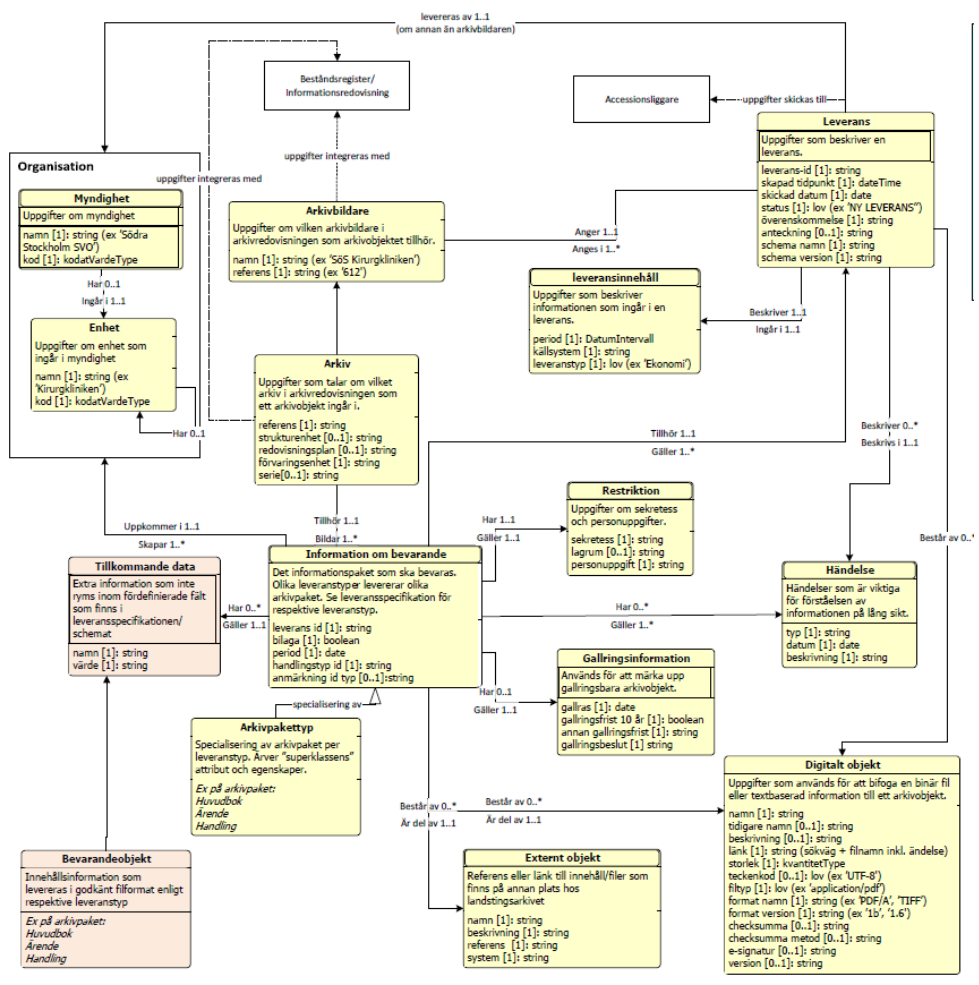 levereras av 1..1
(om annan än arkivbildaren)
Beståndsregister/
Informationsredovisning
Accessionsliggare
uppgifter skickas till
Leverans
Uppgifter som beskriver en
leverans.
leverans-id [1]: string
skapad tidpunkt [1]: dateTime
skickad datum [1]: date
status [1]: lov (ex 'NY LEVERANS")
överenskommelse [1]: string
anteckning [0..1]: string
schema namn [1]: string
schema version [1]: string
Organisation
uppgifter integreras med
uppgifter integreras med
Myndighet
Uppgifter om myndighet
namn [1]: string (ex 'Södra
Stockholm SVO')
kod [1]: kodatVardeType
Har 0..1
Ingår i 1..1
Enhet
Uppgifter om enhet som
ingår i myndighet
namn [1]: string (ex
'Kirurgkliniken')
kod [1]: kodatVardeType
Har 0..1
Arkivbildare
Uppgifter om vilken arkivbildare i
arkivredovisningen som arkivobjektet tillhör.
namn [1]: string (ex 'SöS Kirurgkliniken')
referens [1]: string (ex '612')
Anger 1..1
Anges i 1..*
leveransinnehåll
Uppgifter som beskriver
informationen som ingår i en
leverans.
period [1]: DatumIntervall
källsystem [1]: string
leveranstyp [1]: lov (ex 'Ekonomi')
Beskriver 1..1
Ingår i 1..1
Arkiv
Uppgifter som talar om vilket
arkiv i arkivredovisningen som
ett arkivobjekt ingår i.
referens [1]: string
strukturenhet [0..1]: string
redovisningsplan [0..1]: string
förvaringsenhet [1]: string
serie[0..1]: string
Tillhör 1..1
Gäller 1..*
Beskriver 0..*
Beskrivs i 1..1
Består av 0..*
Uppkommer i 1..1
Skapar 1..*
Tillhör 1..1
Bildar 1..*
Restriktion
Uppgifter om sekretess
och personuppgifter.
sekretess [1]: string
lagrum [0..1]: string
personuppgift [1]: string
Har 1..1
Gäller 1..*
Information om bevarande
Det informationspaket som ska bevaras.
Olika leveranstyper levererar olika
arkivpaket. Se leveransspecifikation för
respektive leveranstyp.
leverans id [1]: string
bilaga [1]: boolean
period [1]: date
handlingstyp id [1]: string
anmärkning id typ [0..1]:string
Tillkommande data
Extra information som inte
ryms inom fördefinierade fält
som finns i
leveransspecifikationen/
schemat
namn [1]: string
värde [1]: string
Har 0..*
Gäller 1..1
Har 0..*
Gäller 1..*
Händelse
Händelser som är viktiga
för förståelsen av
informationen på lång sikt.
typ [1]: string
datum [1]: date
beskrivning [1]: string
Gallringsinformation
Används för att märka upp
gallringsbara arkivobjekt.
gallras [1]: date
gallringsfrist 10 år [1]: boolean
annan gallringsfrist [1]: string
gallringsbeslut [1] string
Har 0..1
Gäller 1..1
specialisering av
Arkivpakettyp
Specialisering av arkivpaket per
leveranstyp. Ärver "superklassens"
attribut och egenskaper.
Ex på arkivpaket:
Huvudbok
Ärende
Handling
Består av 0..*
Är del av 1..1
Består av 0..*
Är del av 1..1
Digitalt objekt
Uppgifter som används för att bifoga en binär fil
eller textbaserad information till ett arkivobjekt.
namn [1]: string
tidigare namn [0..1]: string
beskrivning [0..1]: string
länk [1]: string (sökväg + filnamn inkl. ändelse)
storlek [1]: kvantitetType
teckenkod [0..1]: lov (ex 'UTF-8')
filtyp [1]: lov (ex 'application/pdf')
format namn [1]: string (ex 'PDF/A', 'TIFF')
format version [1]: string (ex '1b', '1.6')
checksumma [0..1]: string
checksumma metod [0..1]: string
e-signatur [0..1]: string
version [0..1]: string
Bevarandeobjekt
Innehållsinformation som
levereras i godkänt filformat enligt
respektive leveranstyp
Ex på arkivpaket:
Huvudbok
Ärende
Handling
Externt objekt
Referens eller länk till innehåll/filer som
finns på annan plats hos
landstingsarkivet
namn [1]: string
beskrivning [1]: string
referens [1]: string
system [1]: string